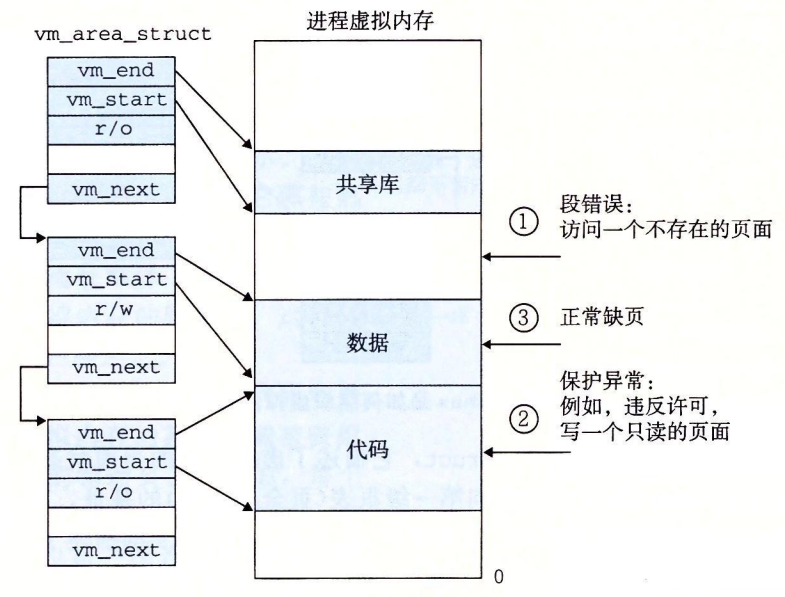 进程虚拟内存
vm_area_struct
vm_end
vm_start
r/o
vm_next
vm_end
vm_start
r/w
vm_next
vm_end
vm_start
r/o
vm_next
共享库
数据
代码
0
① 段错误：
访问一个不存在的页面
③ 正常缺页
保护异常：
② 例如，违反许可，
写一个只读的页面